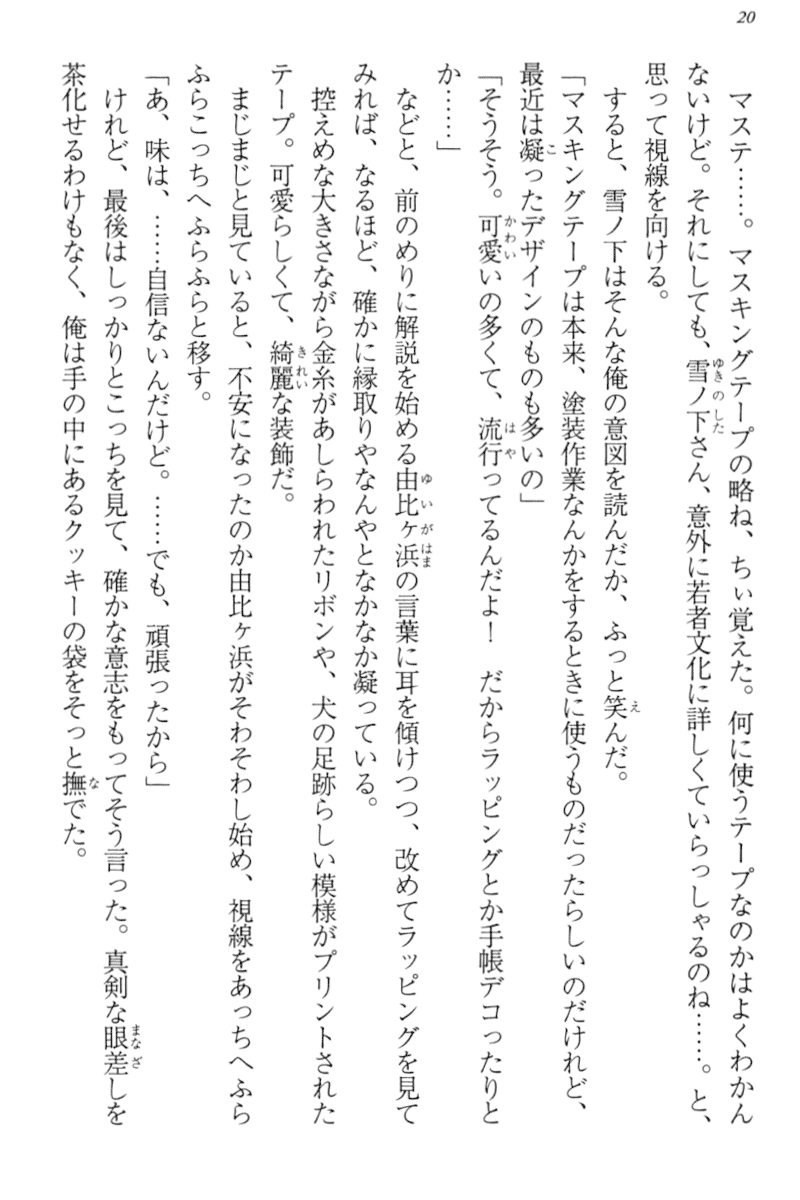 20
マステ……。マスキングテープの略ね、ちぃ覚えた。何に使うテープなのかはよくわかん
ないけど。それにしても、雪ノ下さん、意外に若者文化に詳しくていらっしゃるのね……。と、
思って視線を向ける。
すると、雪ノ下はそんな俺の意図を読んだか、ふっと笑んだ。
「マスキングテープは本来、塗装作業なんかをするときに使うものだったらしいのだけれど、
最近は凝ったデザインのものも多いの」
「そうそう。可愛いの多くて、流行ってるんだよ！　だからラッピングとか手帳デコったりと
か……」
などと、前のめりに解説を始める由比ヶ浜の言葉に耳を傾けつつ、改めてラッピングを見て
みれば、なるほど、確かに縁取りやなんやとなかなか凝っている。
控えめな大きさながら金糸があしらわれたリボンや、犬の足跡らしい模様がプリントされた
テープ。可愛らしくて、綺麗な装飾だ。
まじまじと見ていると、不安になったのか由比ヶ浜がそわそわし始め、視線をあっちへふら
ふらこっちへふらふらと移す。
「あ、味は、……自信ないんだけど。……でも、頑張ったから」
けれど、最後はしっかりとこっちを見て、確かな意志をもってそう言った。真剣な眼差しを
茶化せるわけもなく、俺は手の中にあるクッキーの袋をそっと撫でた。